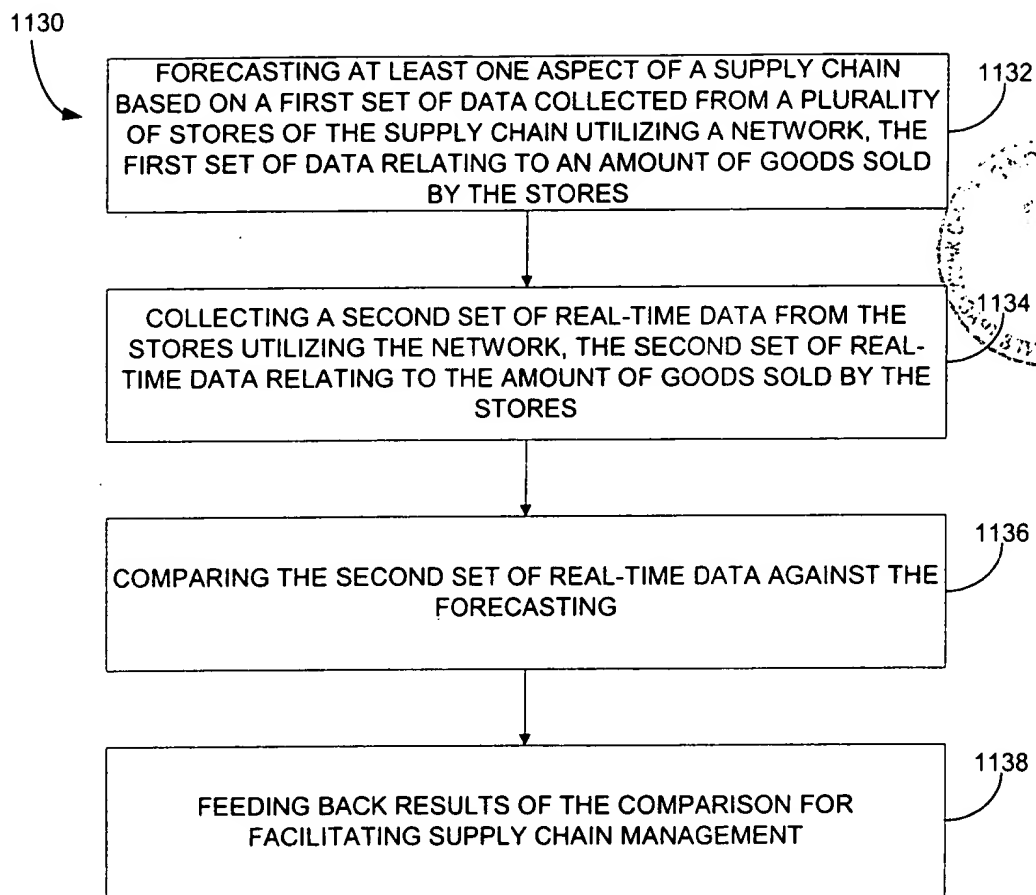 1130
FORECASTING AT LEAST ONE ASPECT OF A SUPPLY CHAIN
BASED ON A FIRST SET OF DATA COLLECTED FROM A PLURALITY
OF STORES OF THE SUPPLY CHAIN UTILIZING A NETWORK, THE
FIRST SET OF DATA RELATING TO AN AMOUNT OF GOODS SOLD
BY THE STORES
1132
COLLECTING A SECOND SET OF REAL-TIME DATA FROM THE
STORES UTILIZING THE NETWORK, THE SECOND SET OF REAL-
TIME DATA RELATING TO THE AMOUNT OF GOODS SOLD BY THE
STORES
1134
COMPARING THE SECOND SET OF REAL-TIME DATA AGAINST THE
FORECASTING
1136
FEEDING BACK RESULTS OF THE COMPARISON FOR
FACILITATING SUPPLY CHAIN MANAGEMENT
1138